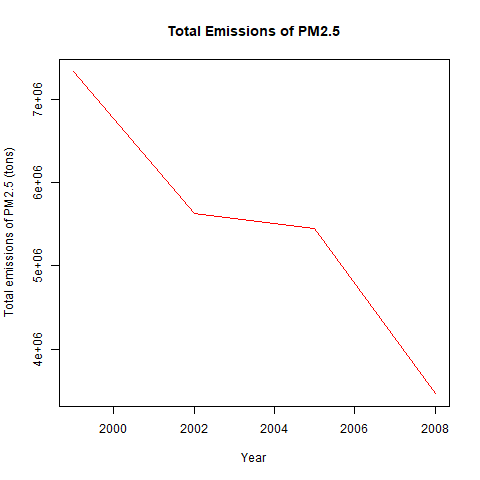 Total Emissions of PM2.5
Total emissions of PM2.5 (tons)
7e+06
6e+06
5e+06
4e+06
2000 2002 2004 2006 2008
Year